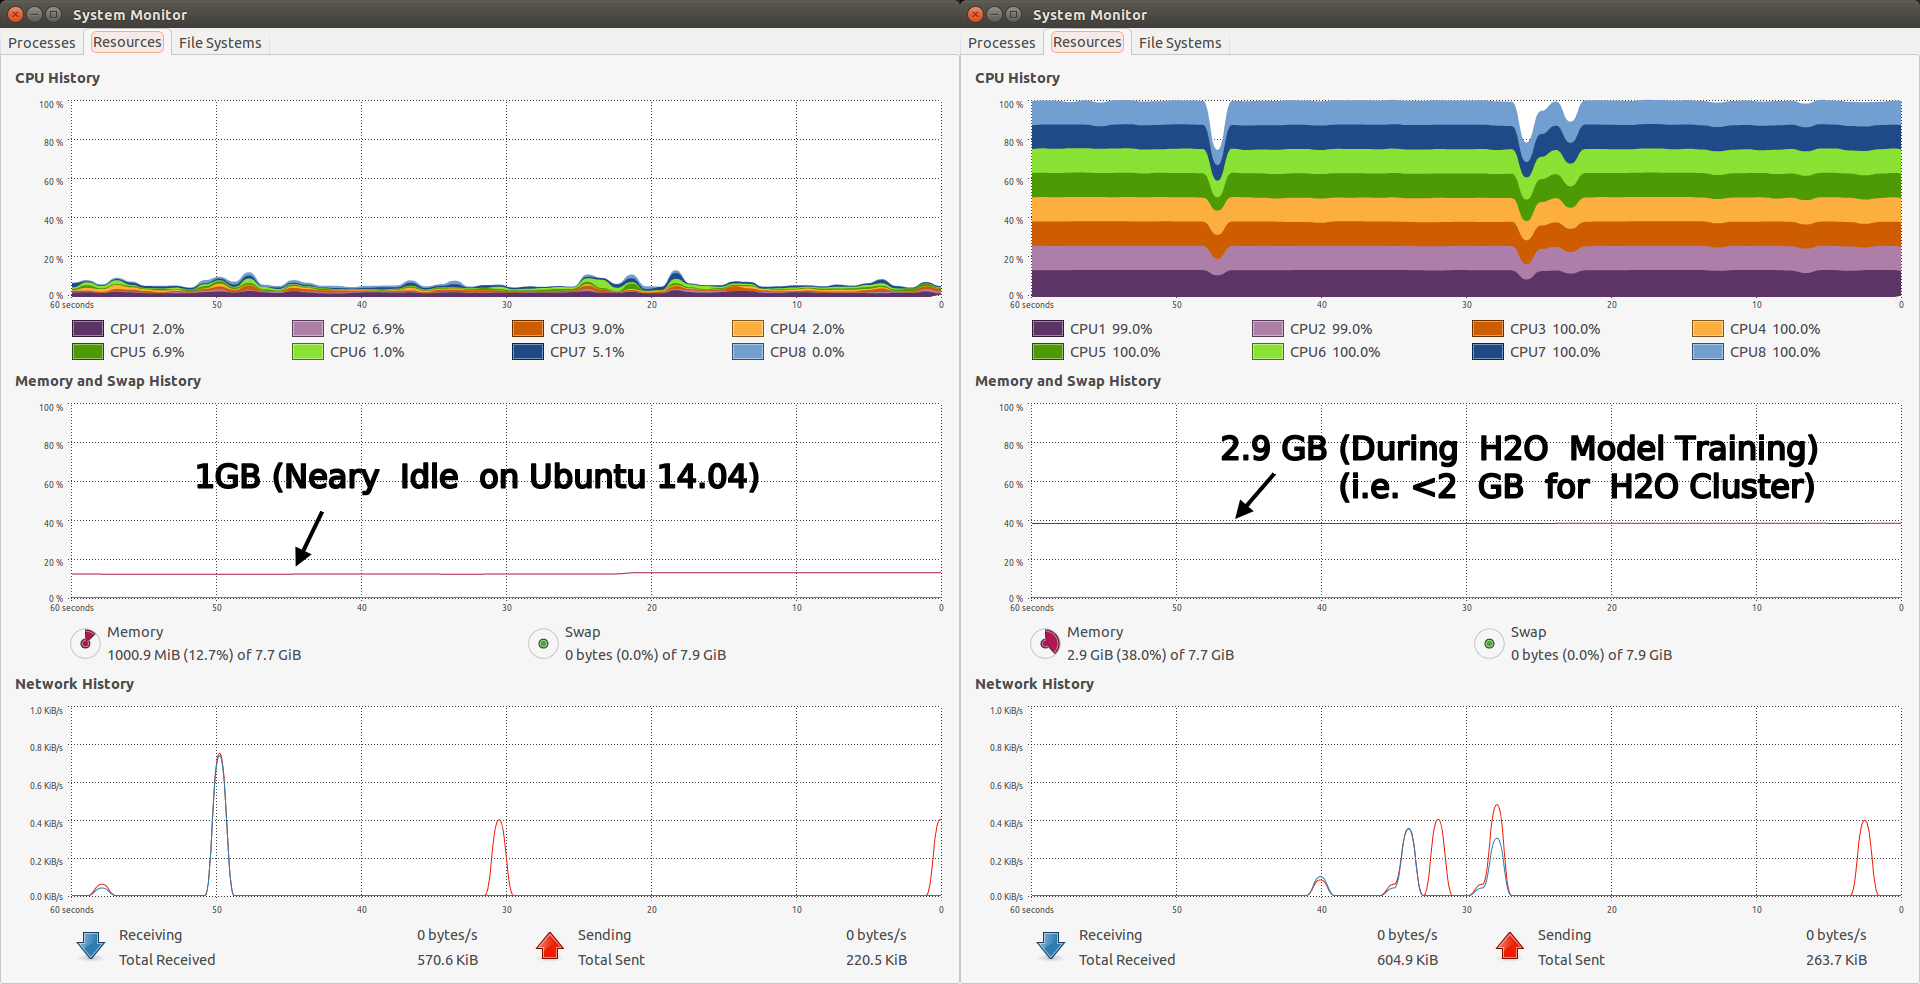 System Monitor
Processes Resources File Systems
CPU History
100 %
80 %
60 %
40 %
20 %
0 %
60 seconds 50 40 30 20 10 0
CPU1 2.0% CPU2 6.9% CPU3 9.0% CPU4 2.0%
CPU5 6.9% CPU6 1.0% CPU7 5.1% CPU8 0.0%
Memory and Swap History
100 %
80 %
1GB (Neary Idle on Ubuntu 14.04)
60 %
40 %
20 %
0 %
60 seconds 50 40 30 20 10 0
Memory
1000.9 MiB (12.7%) of 7.7 GiB
Swap
0 bytes (0.0%) of 7.9 GiB
Network History
1.0 KiB/s
0.8 KiB/s
0.6 KiB/s
0.4 KiB/s
0.2 KiB/s
0.0 KiB/s
60 seconds 50 40 30 20 10 0
Receiving 0 bytes/s
Total Received 570.6 KiB
Sending 0 bytes/s
Total Sent 220.5 KiB
System Monitor
Processes Resources File Systems
CPU History
100 %
80 %
60 %
40 %
20 %
0 %
60 seconds 50 40 30 20 10 0
CPU1 99.0% CPU2 99.0% CPU3 100.0% CPU4 100.0%
CPU5 100.0% CPU6 100.0% CPU7 100.0% CPU8 100.0%
Memory and Swap History
100 %
80 %
2.9 GB (During H2O Model Training)
60 %
(i.e. <2 GB for H2O Cluster)
40 %
20 %
0 %
60 seconds 50 40 30 20 10 0
Memory
2.9 GiB (38.0%) of 7.7 GiB
Swap
0 bytes (0.0%) of 7.9 GiB
Network History
1.0 KiB/s
0.8 KiB/s
0.6 KiB/s
0.4 KiB/s
0.2 KiB/s
0.0 KiB/s
60 seconds 50 40 30 20 10 0
Receiving 0 bytes/s
Total Received 604.9 KiB
Sending 0 bytes/s
Total Sent 263.7 KiB